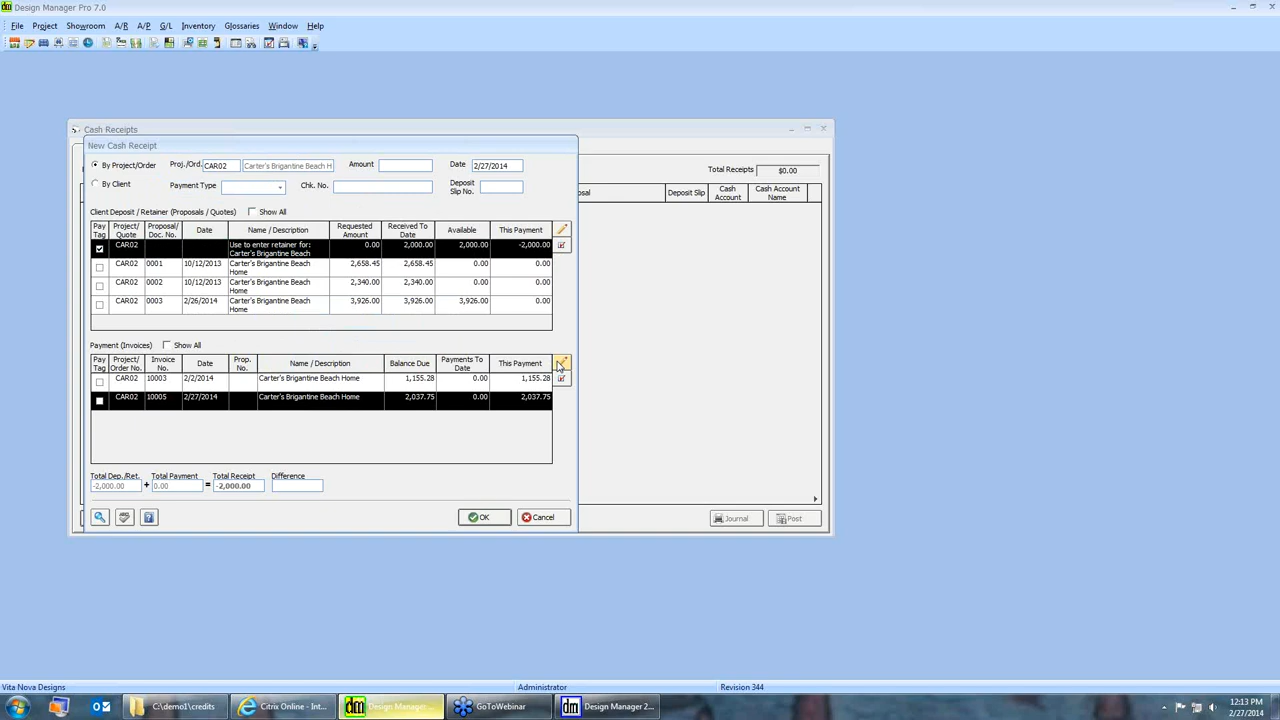 Design Manager Pro 7.0
File Project Showroom A/R A/P G/L Inventory Glossaries Window Help
Cash Receipts
New Cash Receipt
By Project/Order Proj./Ord. CAR02 Carter's Brigantine Beach H Amount Date 2/27/2014
By Client Payment Type Chk. No. Deposit Slip No.
Total Receipts $0.00
Deposit Slip Cash Account Cash Account Name
Client Deposit / Retainer (Proposals / Quotes) Show All
Pay Tag Project/ Quote Proposal/ Doc. No. Date Name / Description Requested Amount Received To Date Available This Payment
CAR02 Use to enter retainer for: Carter's Brigantine Beach 0.00 2,000.00 2,000.00 -2,000.00
CAR02 0001 10/12/2013 Carter's Brigantine Beach Home 2,658.45 2,658.45 0.00 0.00
CAR02 0002 10/12/2013 Carter's Brigantine Beach Home 2,340.00 2,340.00 0.00 0.00
CAR02 0003 2/26/2014 Carter's Brigantine Beach Home 3,926.00 3,926.00 3,926.00 0.00
Payment (Invoices) Show All
Pay Tag Project/ Order No. Invoice No. Date Prop. No. Name / Description Balance Due Payments To Date This Payment
CAR02 10003 2/2/2014 Carter's Brigantine Beach Home 1,155.28 0.00 1,155.28
CAR02 10005 2/27/2014 Carter's Brigantine Beach Home 2,037.75 0.00 2,037.75
Total Dep./Ret. Total Payment Total Receipt Difference
-2,000.00 + 0.00 = -2,000.00
OK Cancel
Journal Post
Vita Nova Designs Administrator Revision 344
C:\demo1\credits Citrix Online - Int... Design Manager... GoToWebinar Design Manager 2...
12:13 PM
2/27/2014